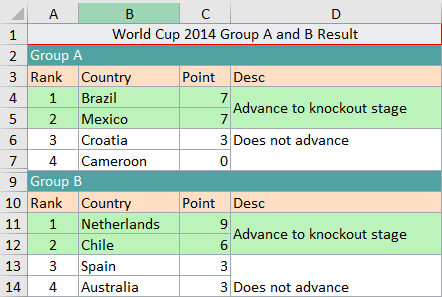 A B C D
1 World Cup 2014 Group A and B Result
2 Group A
3 Rank Country Point Desc
4 1 Brazil 7 Advance to knockout stage
5 2 Mexico 7
6 3 Croatia 3 Does not advance
7 4 Cameroon 0
9 Group B
10 Rank Country Point Desc
11 1 Netherlands 9 Advance to knockout stage
12 2 Chile 6
13 3 Spain 3
14 4 Australia 3 Does not advance